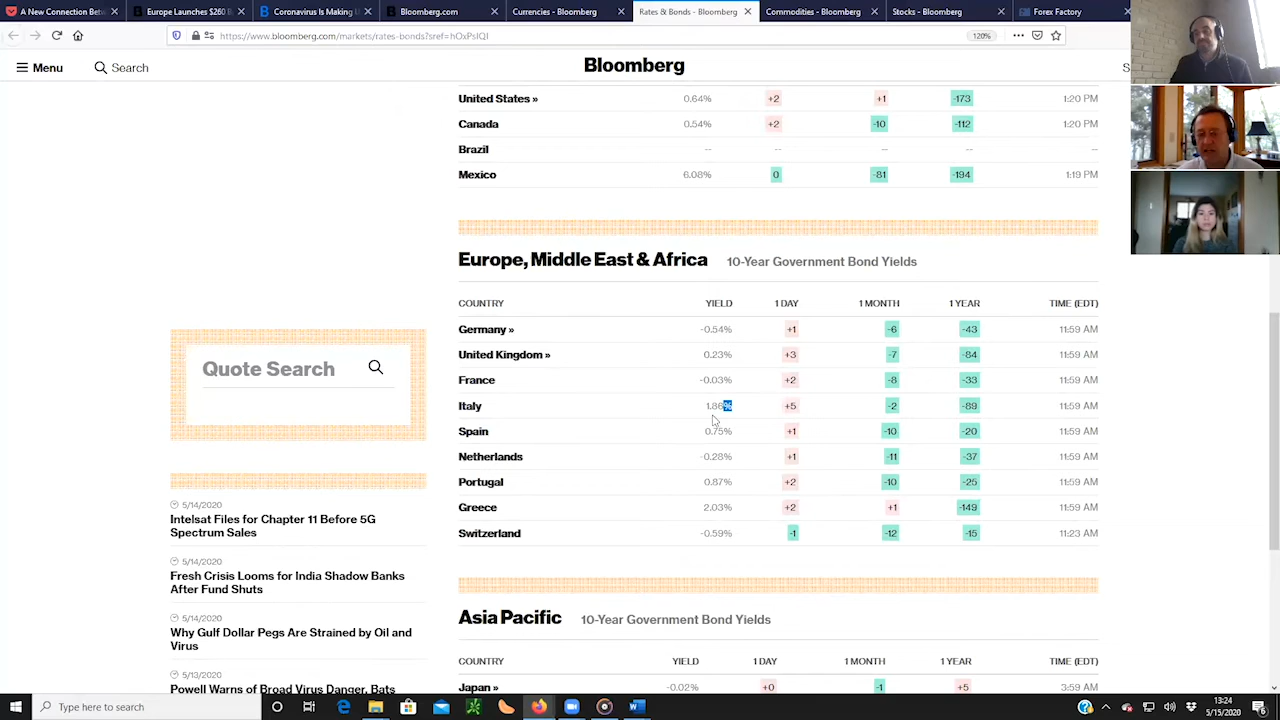 A New Coronavirus In
Europe Launches $260 B
Coronavirus Is Making U
Bloomberg.com
Currencies - Bloomberg
Rates & Bonds - Bloomberg
Commodities - Bloomberg
Stocks - Bloomberg
Forex Factory
https://www.bloomberg.com/markets/rates-bonds?sref=hOxPslQI
120%
Menu
Search
Bloomberg
S
United States » 0.64% +2 +1 -173 1:20 PM
Canada 0.54% +2 -10 -112 1:20 PM
Brazil -- -- -- -- --
Mexico 6.08% 0 -81 -194 1:19 PM
Europe, Middle East & Africa 10-Year Government Bond Yields
COUNTRY YIELD 1 DAY 1 MONTH 1 YEAR TIME (EDT)
Germany » -0.54% +1 -6 -43 11:59 AM
United Kingdom » 0.23% +3 -7 -84 11:59 AM
France -0.03% +2 -8 -33 11:59 AM
Italy 1.86% +5 -2 -89 11:59 AM
Spain 0.75% +1 -10 -20 11:59 AM
Netherlands -0.28% +1 -11 -37 11:59 AM
Portugal 0.87% +2 -10 -25 11:59 AM
Greece 2.03% +2 +1 -149 11:59 AM
Switzerland -0.59% -1 -12 -15 11:23 AM
Asia Pacific 10-Year Government Bond Yields
COUNTRY YIELD 1 DAY 1 MONTH 1 YEAR TIME (EDT)
Japan » -0.02% +0 -1 +5 3:59 AM
Quote Search
5/14/2020
Intelsat Files for Chapter 11 Before 5G
Spectrum Sales
5/14/2020
Fresh Crisis Looms for India Shadow Banks
After Fund Shuts
5/14/2020
Why Gulf Dollar Pegs Are Strained by Oil and
Virus
5/13/2020
Powell Warns of Broad Virus Danger, Bats
Type here to search
13:24
5/15/2020